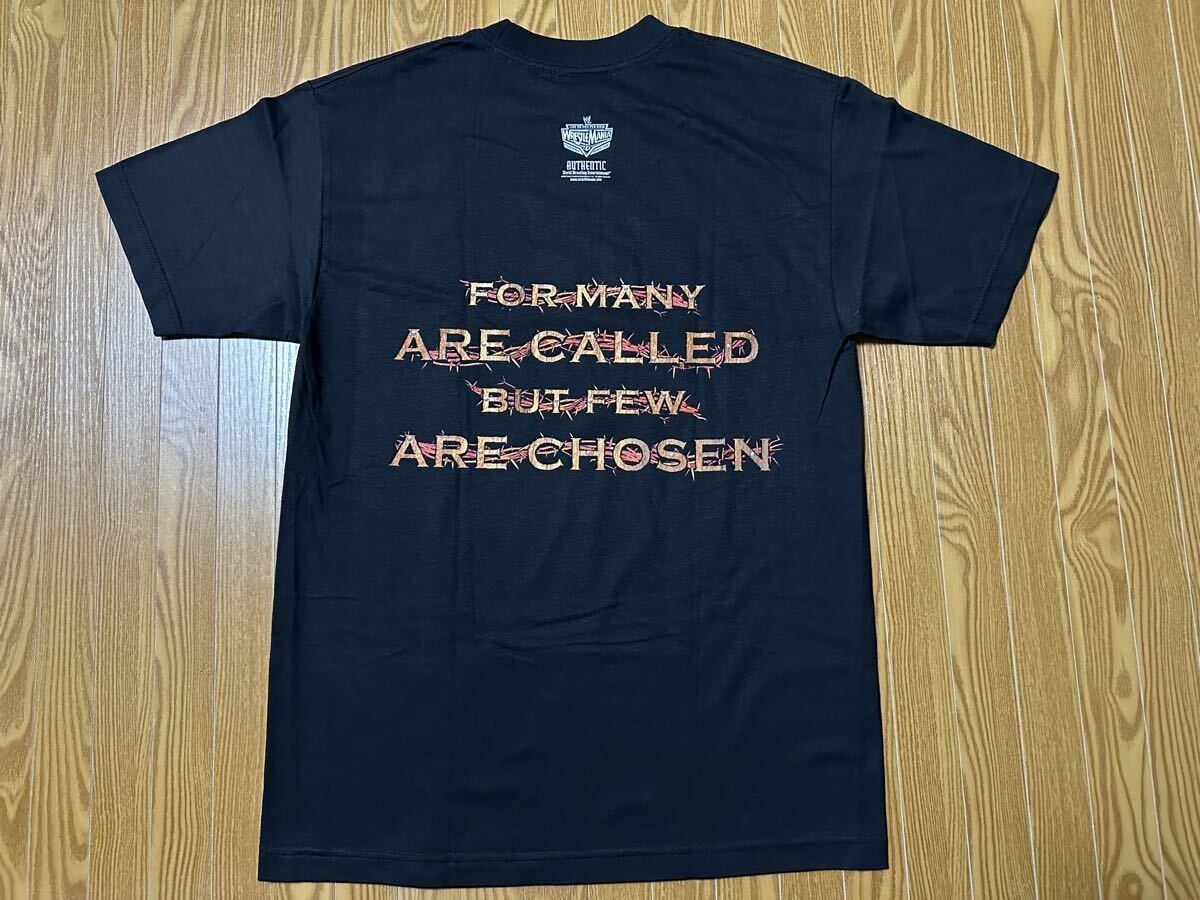 WRESTLEMANIA
AUTHENTIC
World Wrestling Entertainment
FOR MANY
ARE CALLED
BUT FEW
ARE CHOSEN